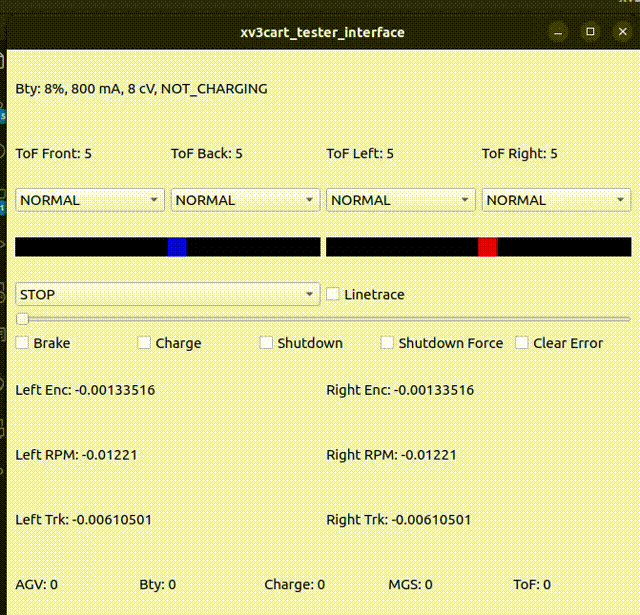 xv3cart_tester_interface
Bty: 8%, 800 mA, 8 cV, NOT_CHARGING
ToF Front: 5 ToF Back: 5 ToF Left: 5 ToF Right: 5
NORMAL NORMAL NORMAL NORMAL
STOP Linetrace
Brake Charge Shutdown Shutdown Force Clear Error
Left Enc: -0.00133516 Right Enc: -0.00133516
Left RPM: -0.01221 Right RPM: -0.01221
Left Trk: -0.00610501 Right Trk: -0.00610501
AGV: 0 Bty: 0 Charge: 0 MGS: 0 ToF: 0